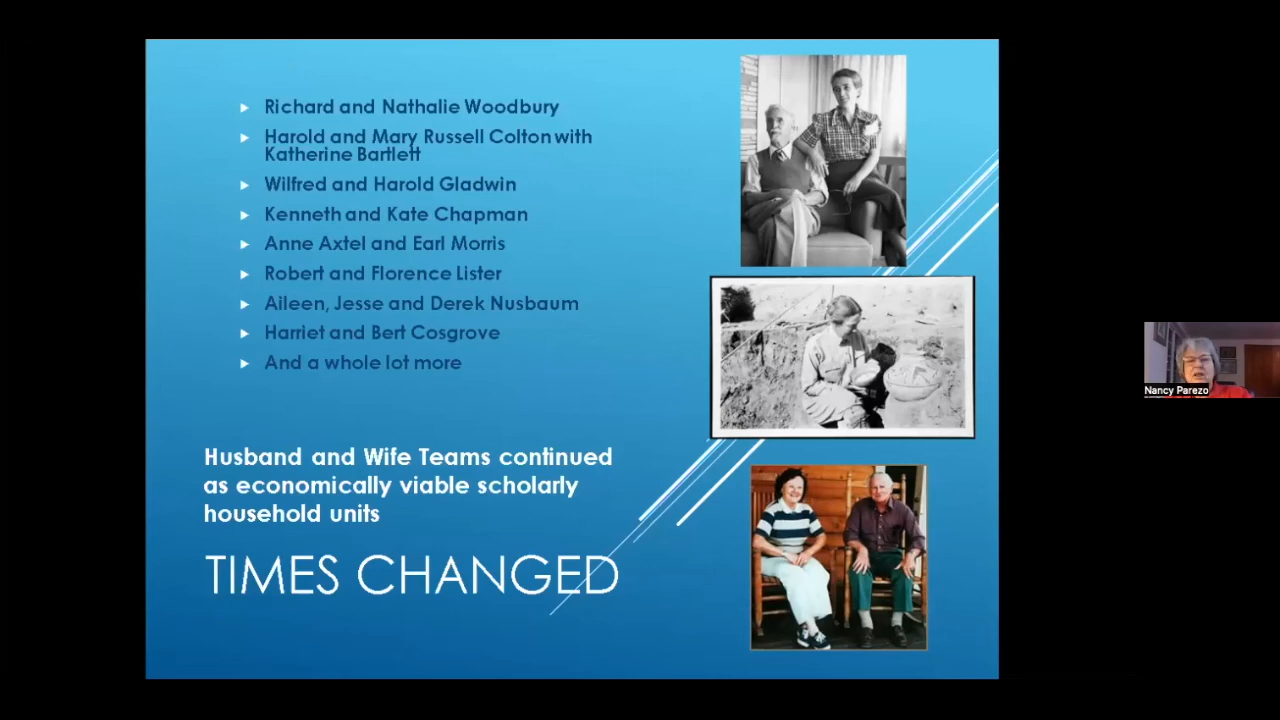 Richard and Nathalie Woodbury
Harold and Mary Russell Colton with
Katherine Bartlett
Wilfred and Harold Gladwin
Kenneth and Kate Chapman
Anne Axtel and Earl Morris
Robert and Florence Lister
Aileen, Jesse and Derek Nusbaum
Harriet and Bert Cosgrove
And a whole lot more
Husband and Wife Teams continued
as economically viable scholarly
household units
TIMES CHANGED
Nancy Parezo